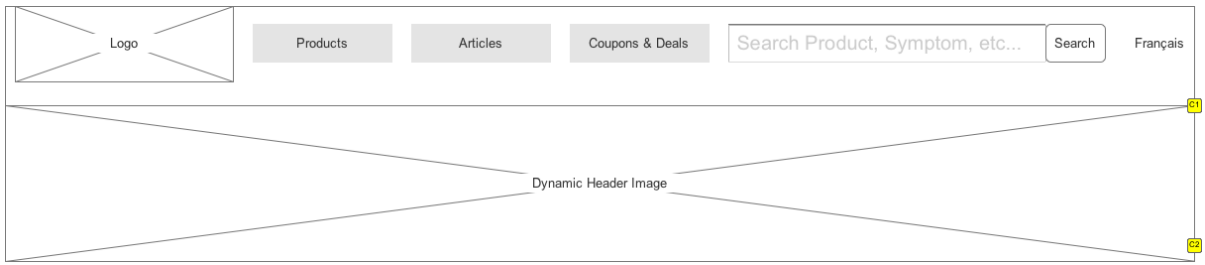 Logo
Products
Articles
Coupons & Deals
Search Product, Symptom, etc...
Search
Français
C1
Dynamic Header Image
C2